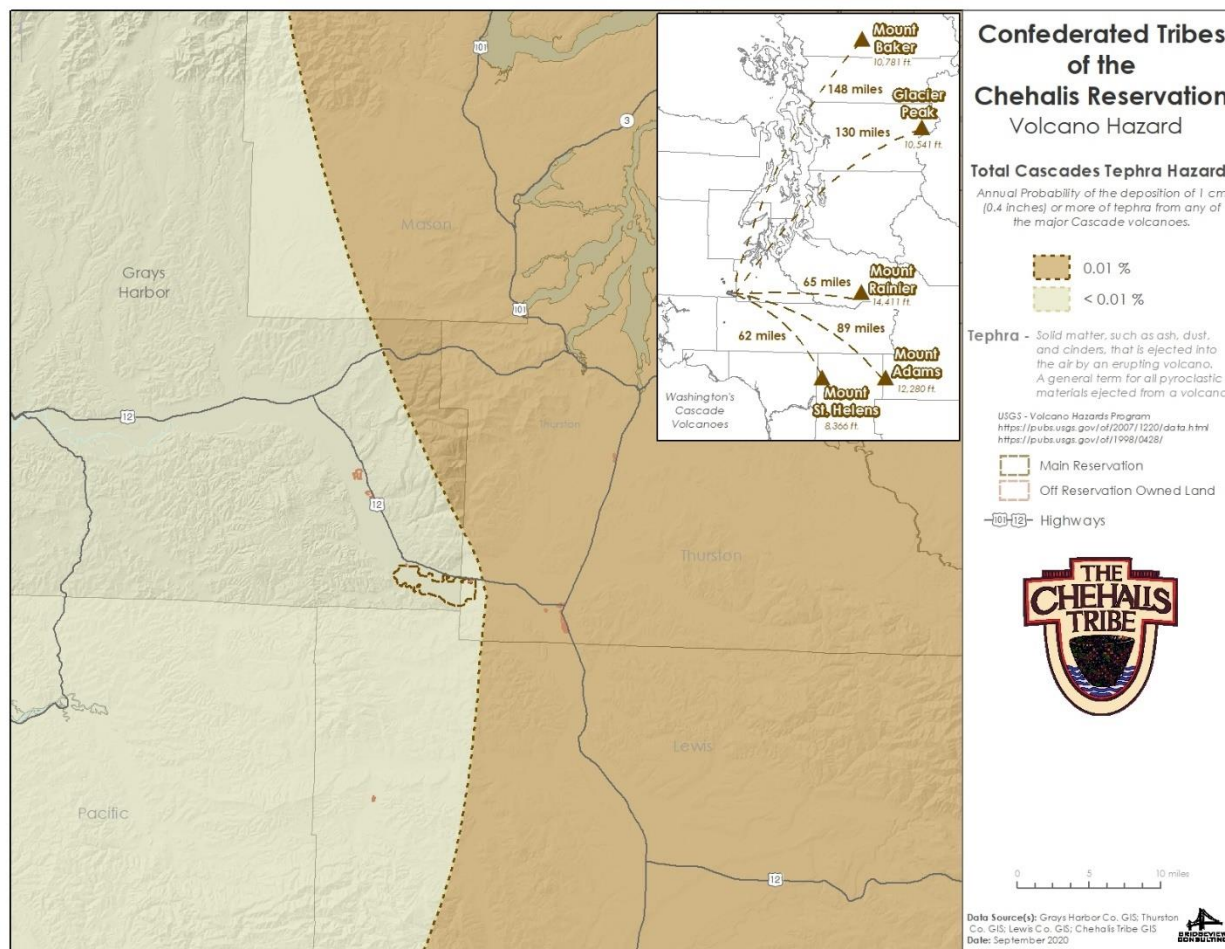 101
3
Mason
Grays
Harbor
101
12
Thurston
12
Thurston
Lewis
Pacific
12
Mount
Baker
10,781 ft.
148 miles
Glacier
Peak
10,541 ft.
130 miles
65 miles
Mount
Rainier
14,411 ft.
62 miles
89 miles
Mount
Adams
12,280 ft.
Mount
St. Helens
8,366 ft.
Washington's
Cascade
Volcanoes
Confederated Tribes
of the
Chehalis Reservation
Volcano Hazard
Total Cascades Tephra Hazard
Annual Probability of the deposition of 1 cm
(0.4 inches) or more of tephra from any of
the major Cascade volcanoes.
0.01 %
< 0.01 %
Tephra - Solid matter, such as ash, dust,
and cinders, that is ejected into
the air by an erupting volcano.
A general term for all pyroclastic
materials ejected from a volcano
USGS - Volcano Hazards Program
https://pubs.usgs.gov/of/2007/1220/data.html
https://pubs.usgs.gov/of/1998/0428/
Main Reservation
Off Reservation Owned Land
101 12 Highways
THE
CHEHALIS
TRIBE
0 5 10 miles
Data Source(s): Grays Harbor Co. GIS; Thurston
Co. GIS; Lewis Co. GIS; Chehalis Tribe GIS
Date: September 2020
BRIDGEVIEW
CONSULTING